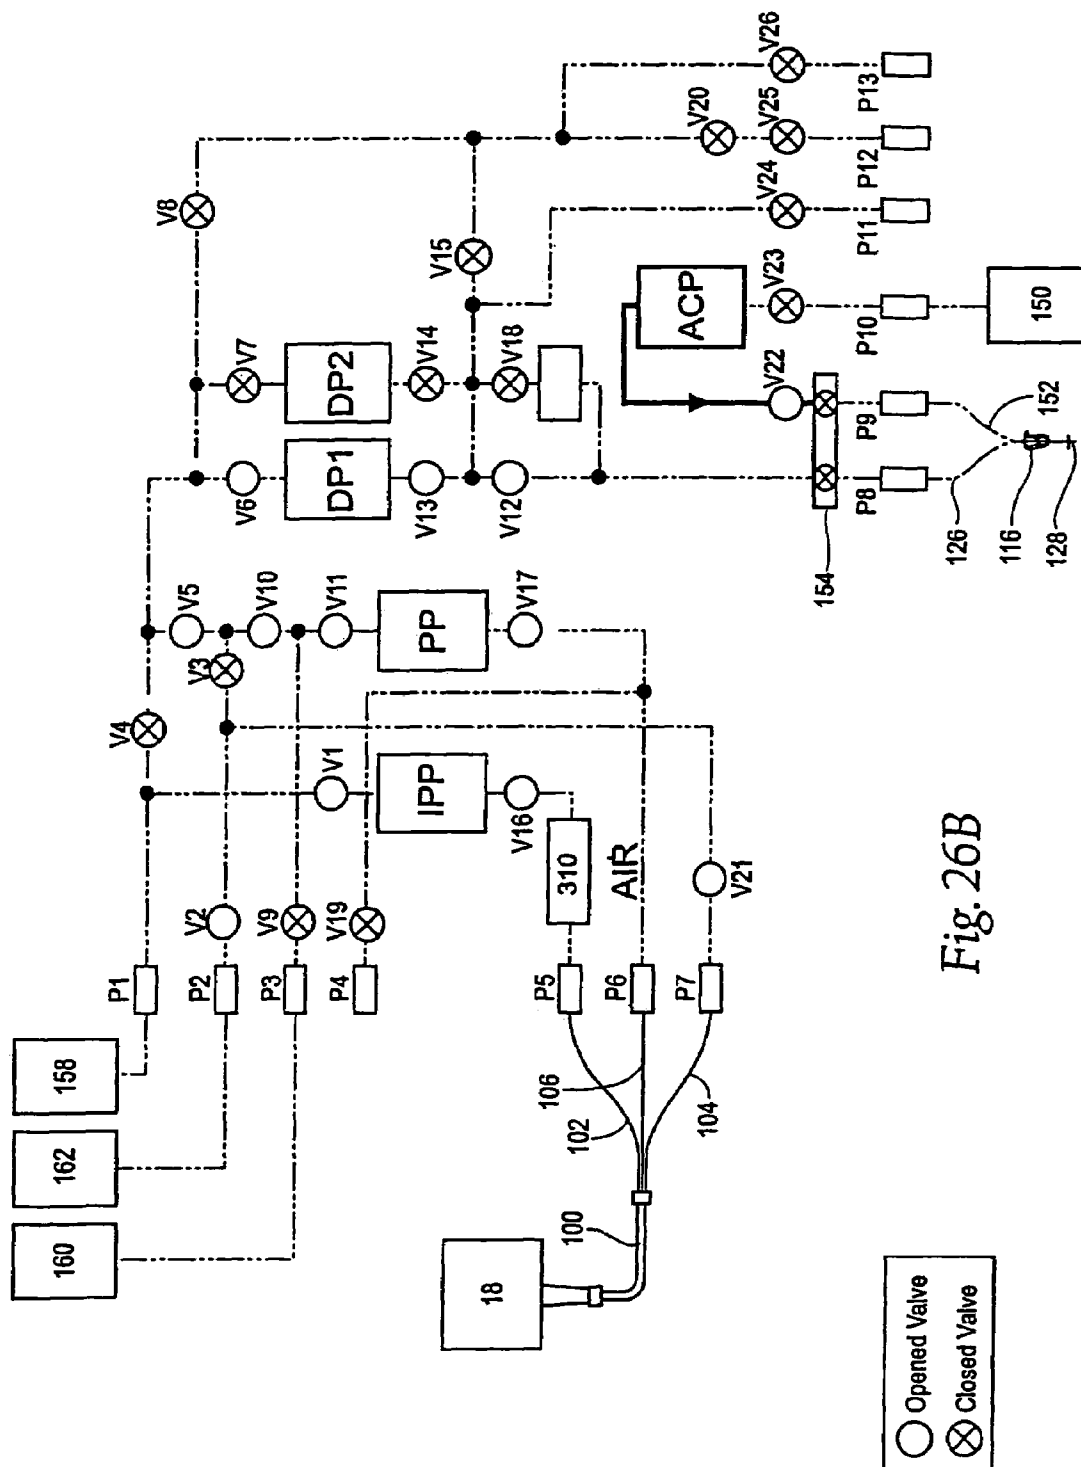 160
162
158
P1
P2
P3
P4
V2
V9
V19
V4
V3
V5
V10
V11
V1
PP
IPP
V17
V16
310
AIR
P5
P6
P7
V21
102
106
104
100
18
V8
V7
V6
DP2
DP1
V14
V13
V15
V18
V12
V20
V26
V25
V24
V23
V22
ACP
P13
P12
P11
P10
P9
P8
150
152
154
126
116
128
Opened Valve
Closed Valve
Fig. 26B